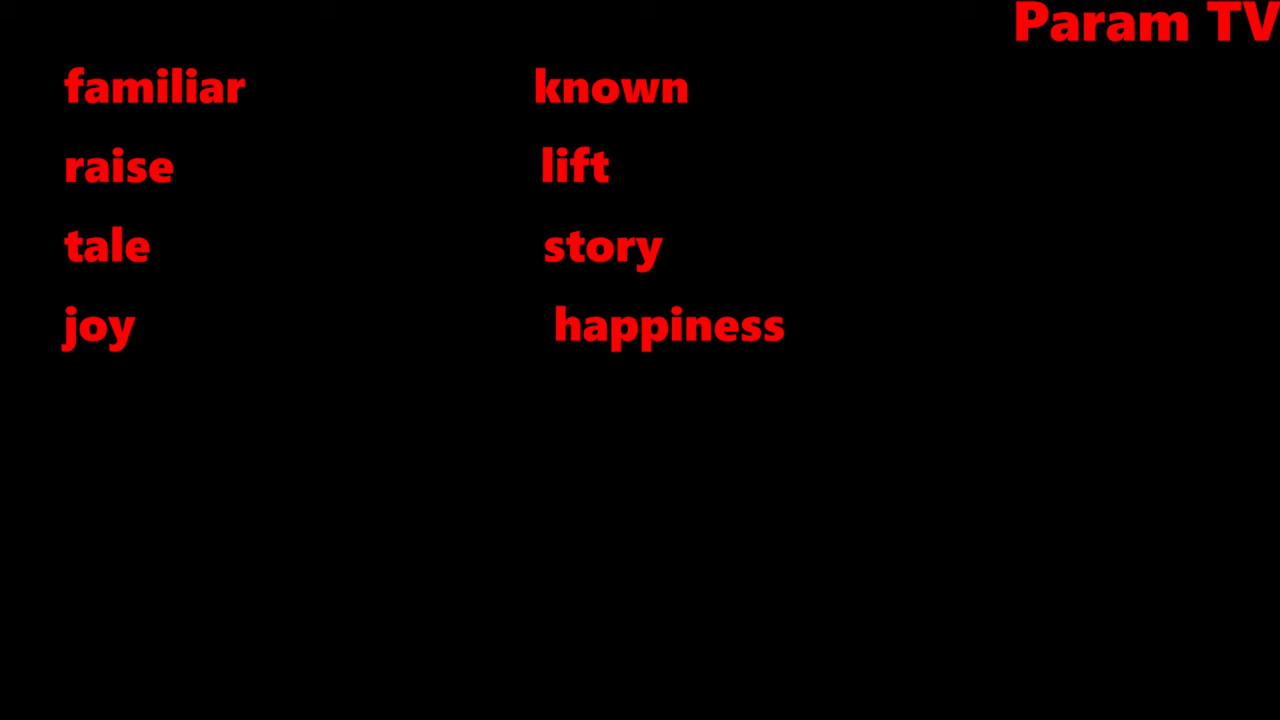 Param TV
familiar known
raise lift
tale story
joy happiness